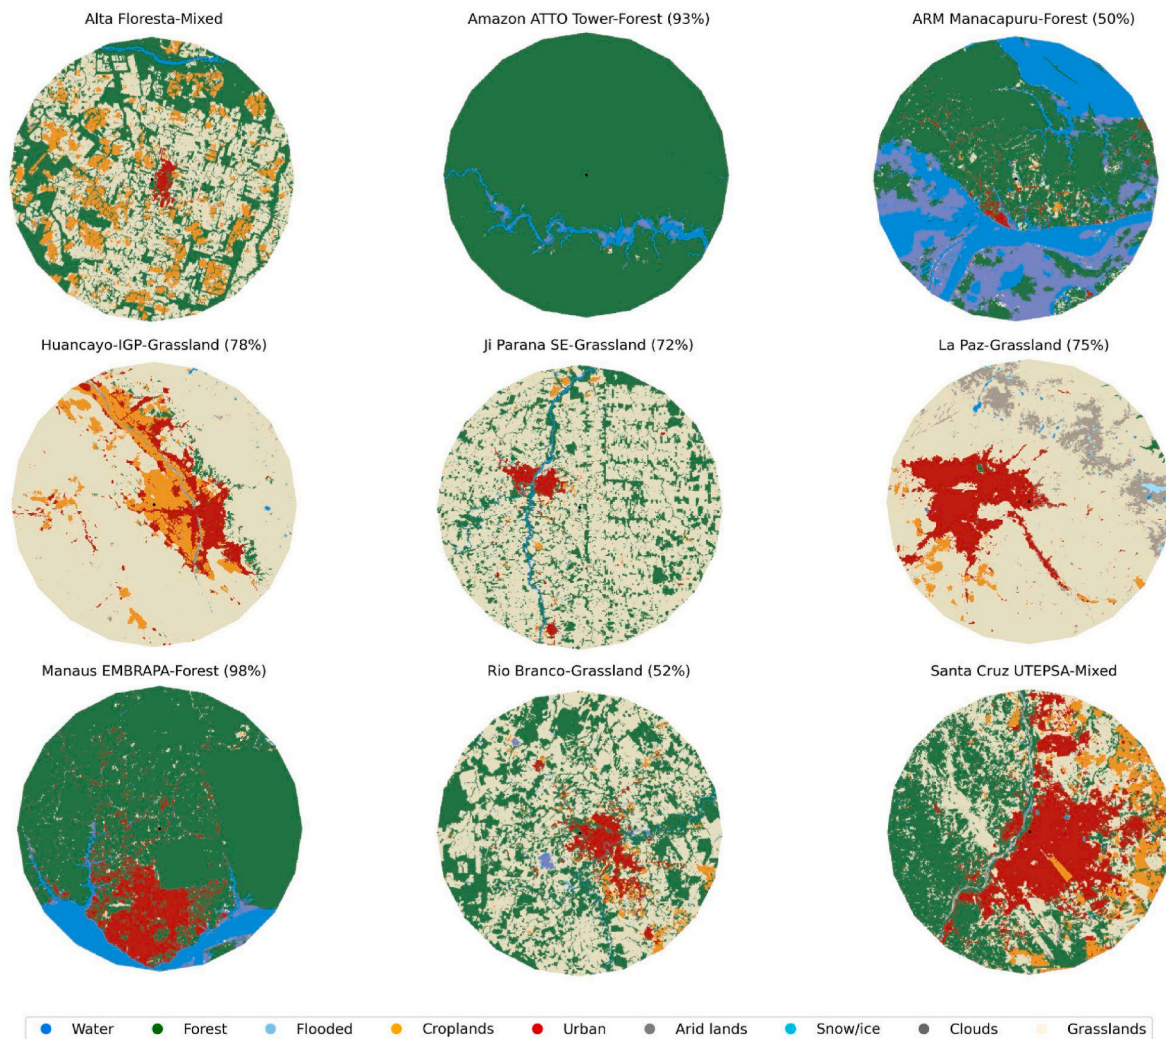 Alta Floresta-Mixed
Amazon ATTO Tower-Forest (93%)
ARM Manacapuru-Forest (50%)
Huancayo-IGP-Grassland (78%)
Ji Parana SE-Grassland (72%)
La Paz-Grassland (75%)
Manaus EMBRAPA-Forest (98%)
Rio Branco-Grassland (52%)
Santa Cruz UTEPSA-Mixed
Water Forest Flooded Croplands Urban Arid lands Snow/ice Clouds Grasslands